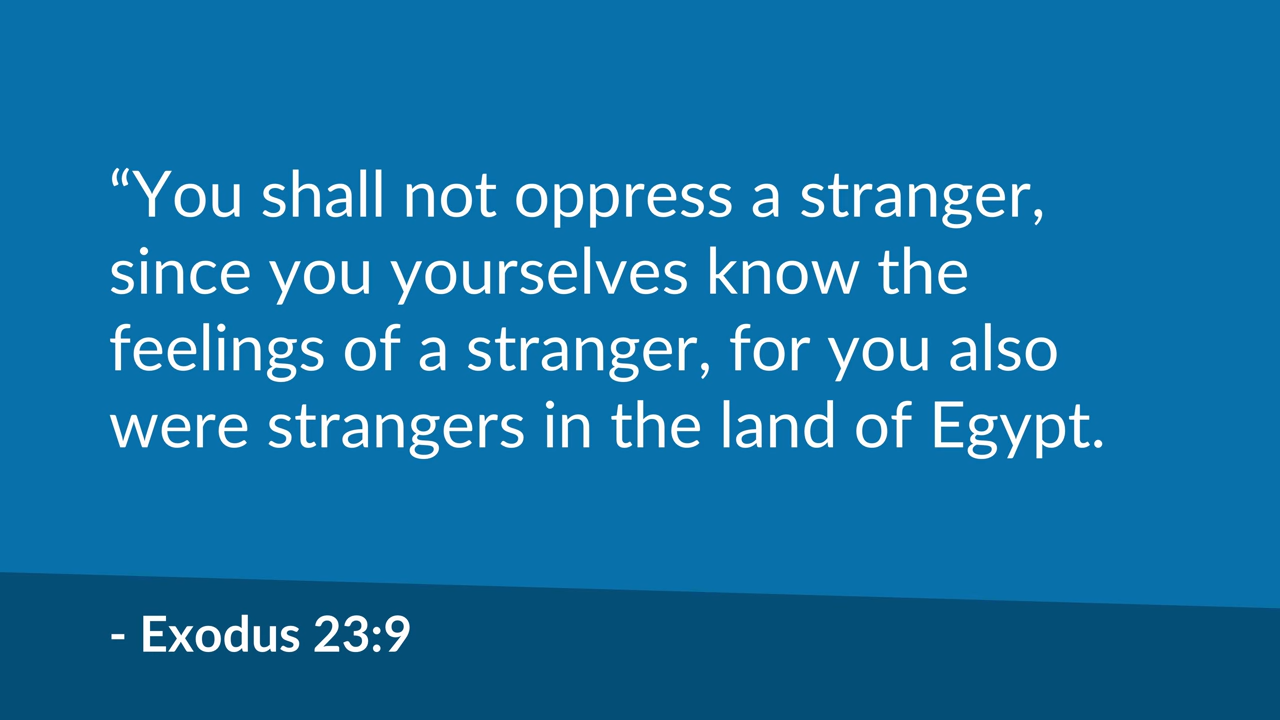 “You shall not oppress a stranger,
since you yourselves know the
feelings of a stranger, for you also
were strangers in the land of Egypt.
- Exodus 23:9